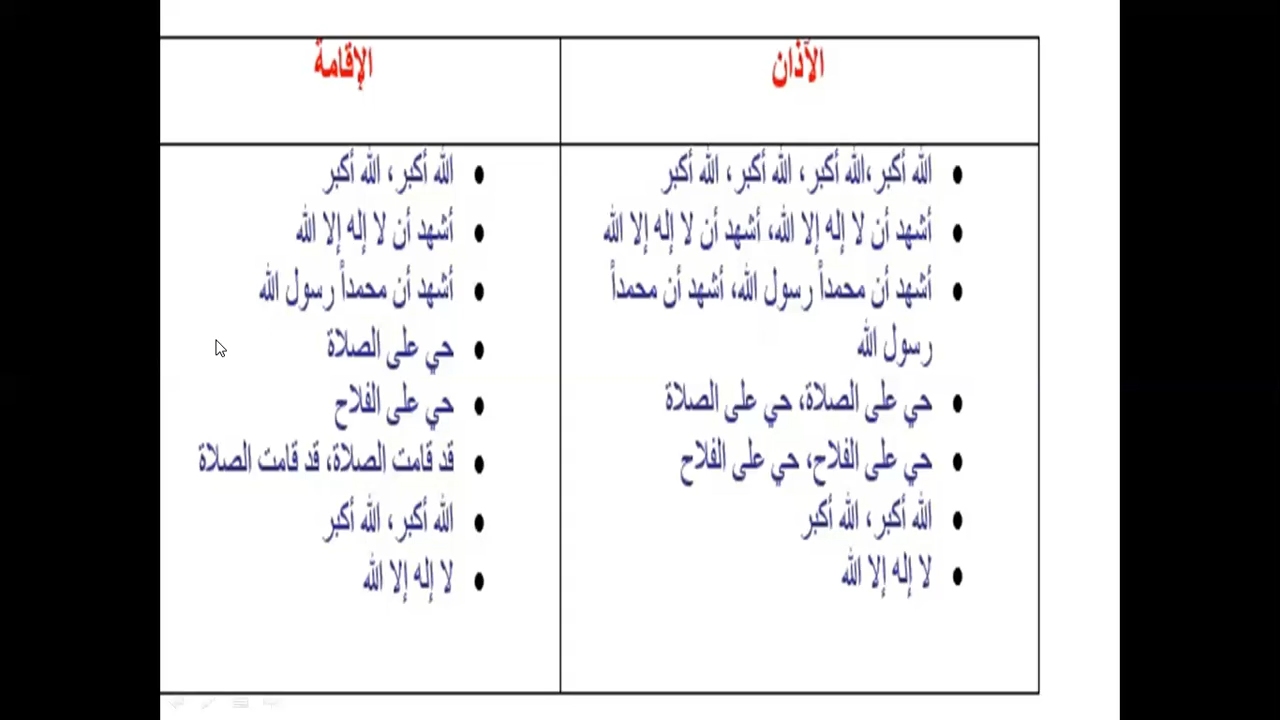 الآذان
الله أكبر،الله أكبر، الله أكبر، الله أكبر
أشهد أن لا إله إلا الله، أشهد أن لا إله إلا الله
أشهد أن محمداً رسول الله، أشهد أن محمداً
رسول الله
حي على الصلاة، حي على الصلاة
حي على الفلاح، حي على الفلاح
الله أكبر، الله أكبر
لا إله إلا الله
الإقامة
الله أكبر، الله أكبر
أشهد أن لا إله إلا الله
أشهد أن محمداً رسول الله
حي على الصلاة
حي على الفلاح
قد قامت الصلاة، قد قامت الصلاة
الله أكبر، الله أكبر
لا إله إلا الله